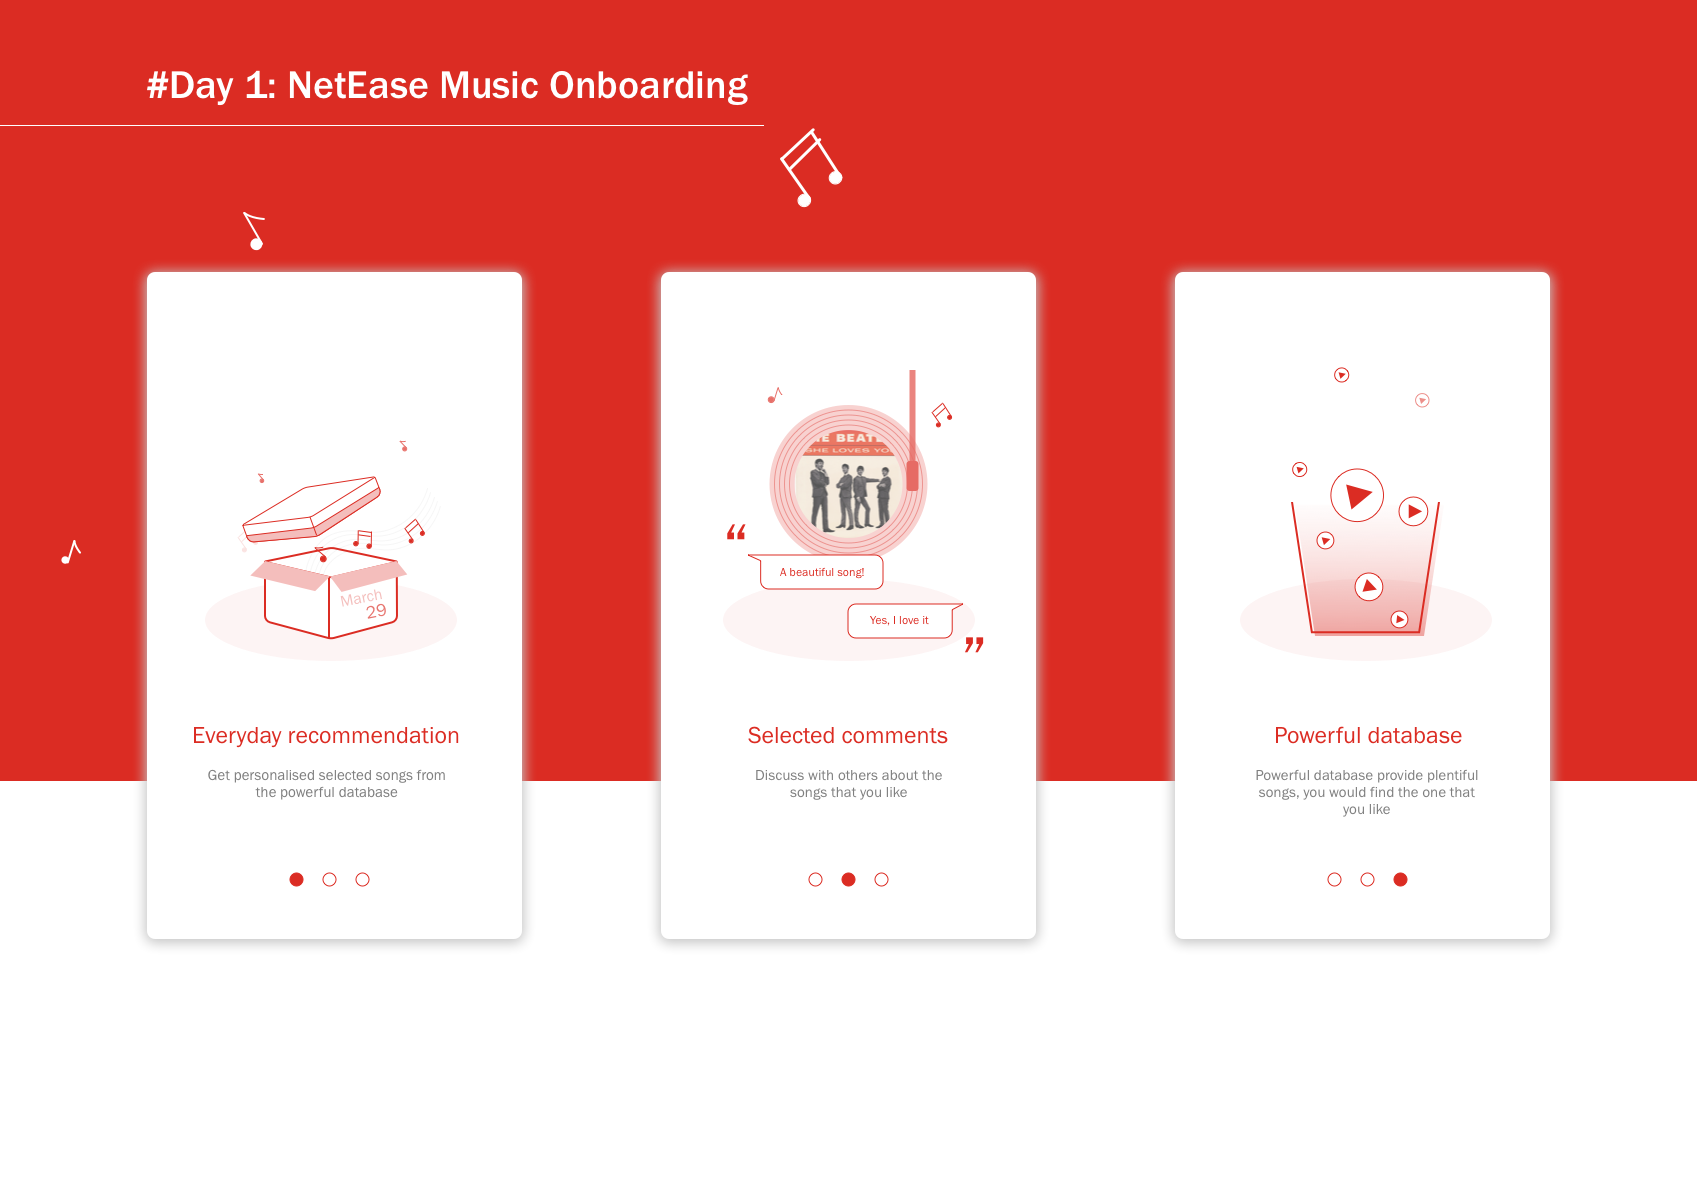 #Day 1: NetEase Music Onboarding
March
29
Everyday recommendation
Get personalised selected songs from
the powerful database
HE BEATL
SHE LOVES YO
“
A beautiful song!
Yes, I love it
”
Selected comments
Discuss with others about the
songs that you like
Powerful database
Powerful database provide plentiful
songs, you would find the one that
you like